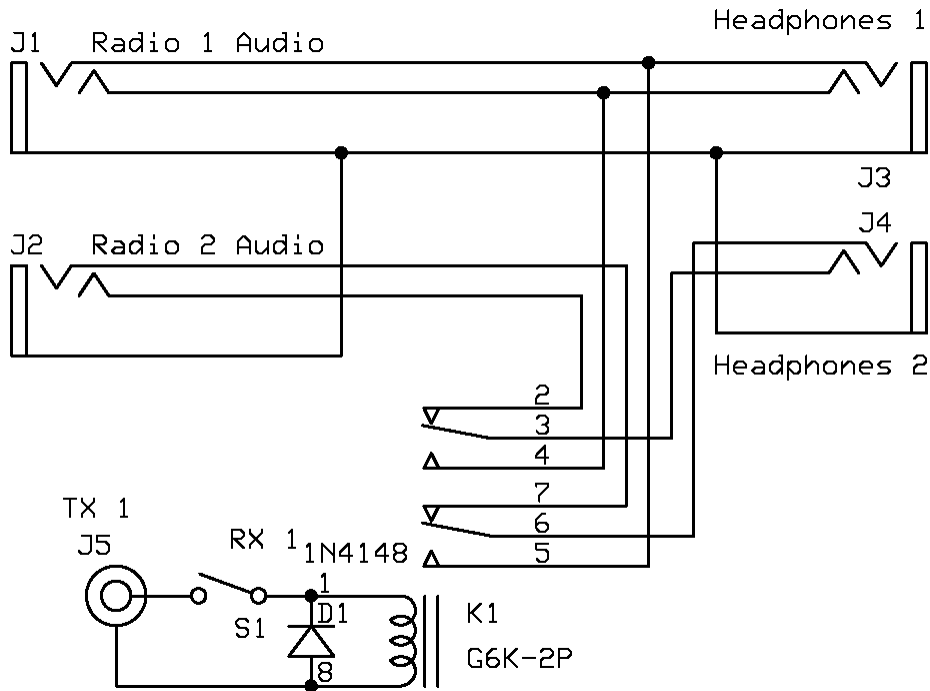 Headphones 1
J1 Radio 1 Audio
J3
J4
J2 Radio 2 Audio
Headphones 2
2
3
4
7
6
5
TX 1
J5
RX 1
1N4148
1
D1
S1
8
K1
G6K-2P